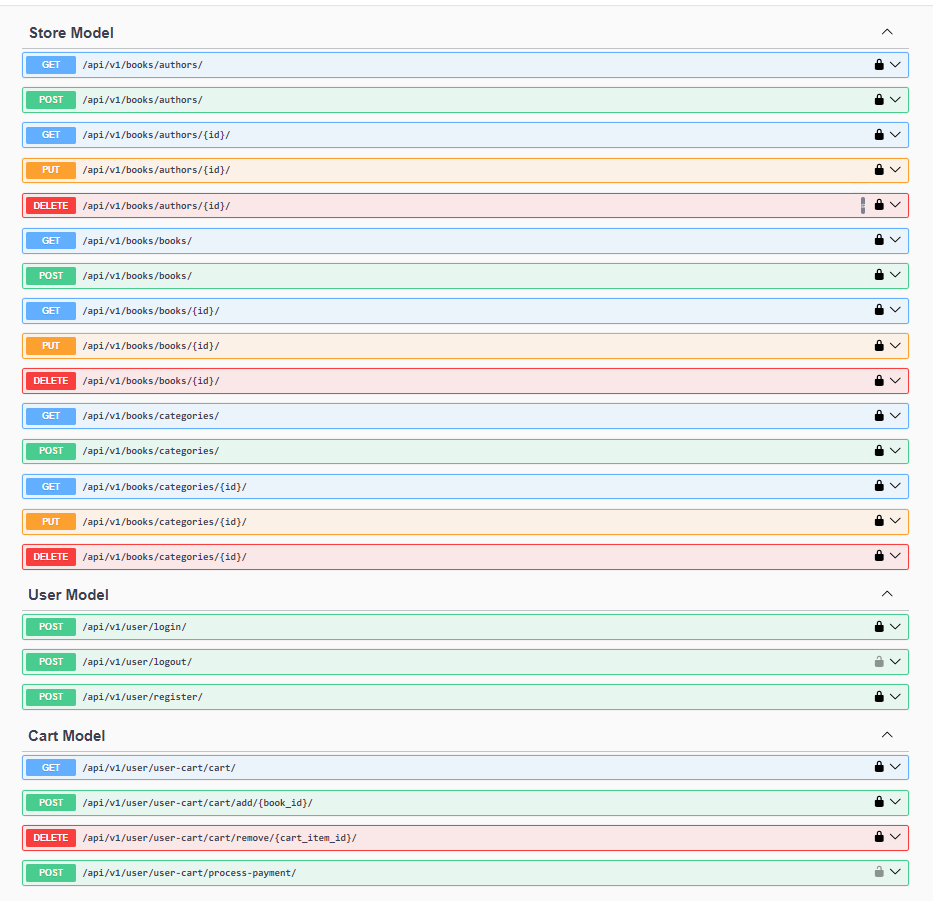 Store Model
GET /api/v1/books/authors/
POST /api/v1/books/authors/
GET /api/v1/books/authors/{id}/
PUT /api/v1/books/authors/{id}/
DELETE /api/v1/books/authors/{id}/
GET /api/v1/books/books/
POST /api/v1/books/books/
GET /api/v1/books/books/{id}/
PUT /api/v1/books/books/{id}/
DELETE /api/v1/books/books/{id}/
GET /api/v1/books/categories/
POST /api/v1/books/categories/
GET /api/v1/books/categories/{id}/
PUT /api/v1/books/categories/{id}/
DELETE /api/v1/books/categories/{id}/
User Model
POST /api/v1/user/login/
POST /api/v1/user/logout/
POST /api/v1/user/register/
Cart Model
GET /api/v1/user/user-cart/cart/
POST /api/v1/user/user-cart/cart/add/{book_id}/
DELETE /api/v1/user/user-cart/cart/remove/{cart_item_id}/
POST /api/v1/user/user-cart/process-payment/